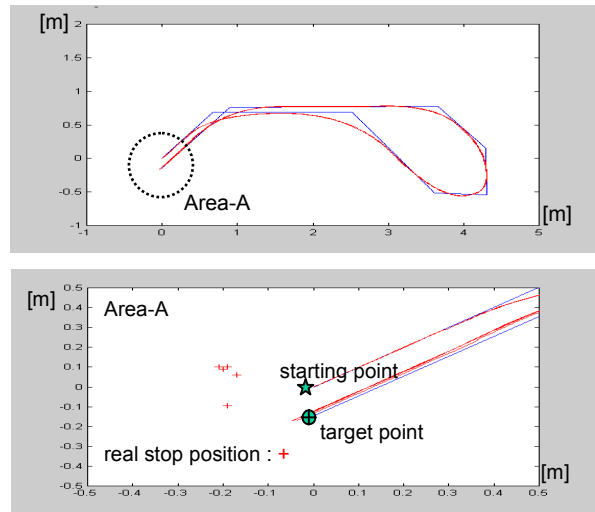 [m]
2
1.5
1
0.5
0
-0.5
-1
Area-A
[m]
-1 0 1 2 3 4 5
[m]
0.5
0.4
0.3
0.2
0.1
0
-0.1
-0.2
-0.3
-0.4
-0.5
Area-A
starting point
target point
real stop position : +
[m]
-0.5 -0.4 -0.3 -0.2 -0.1 0 0.1 0.2 0.3 0.4 0.5